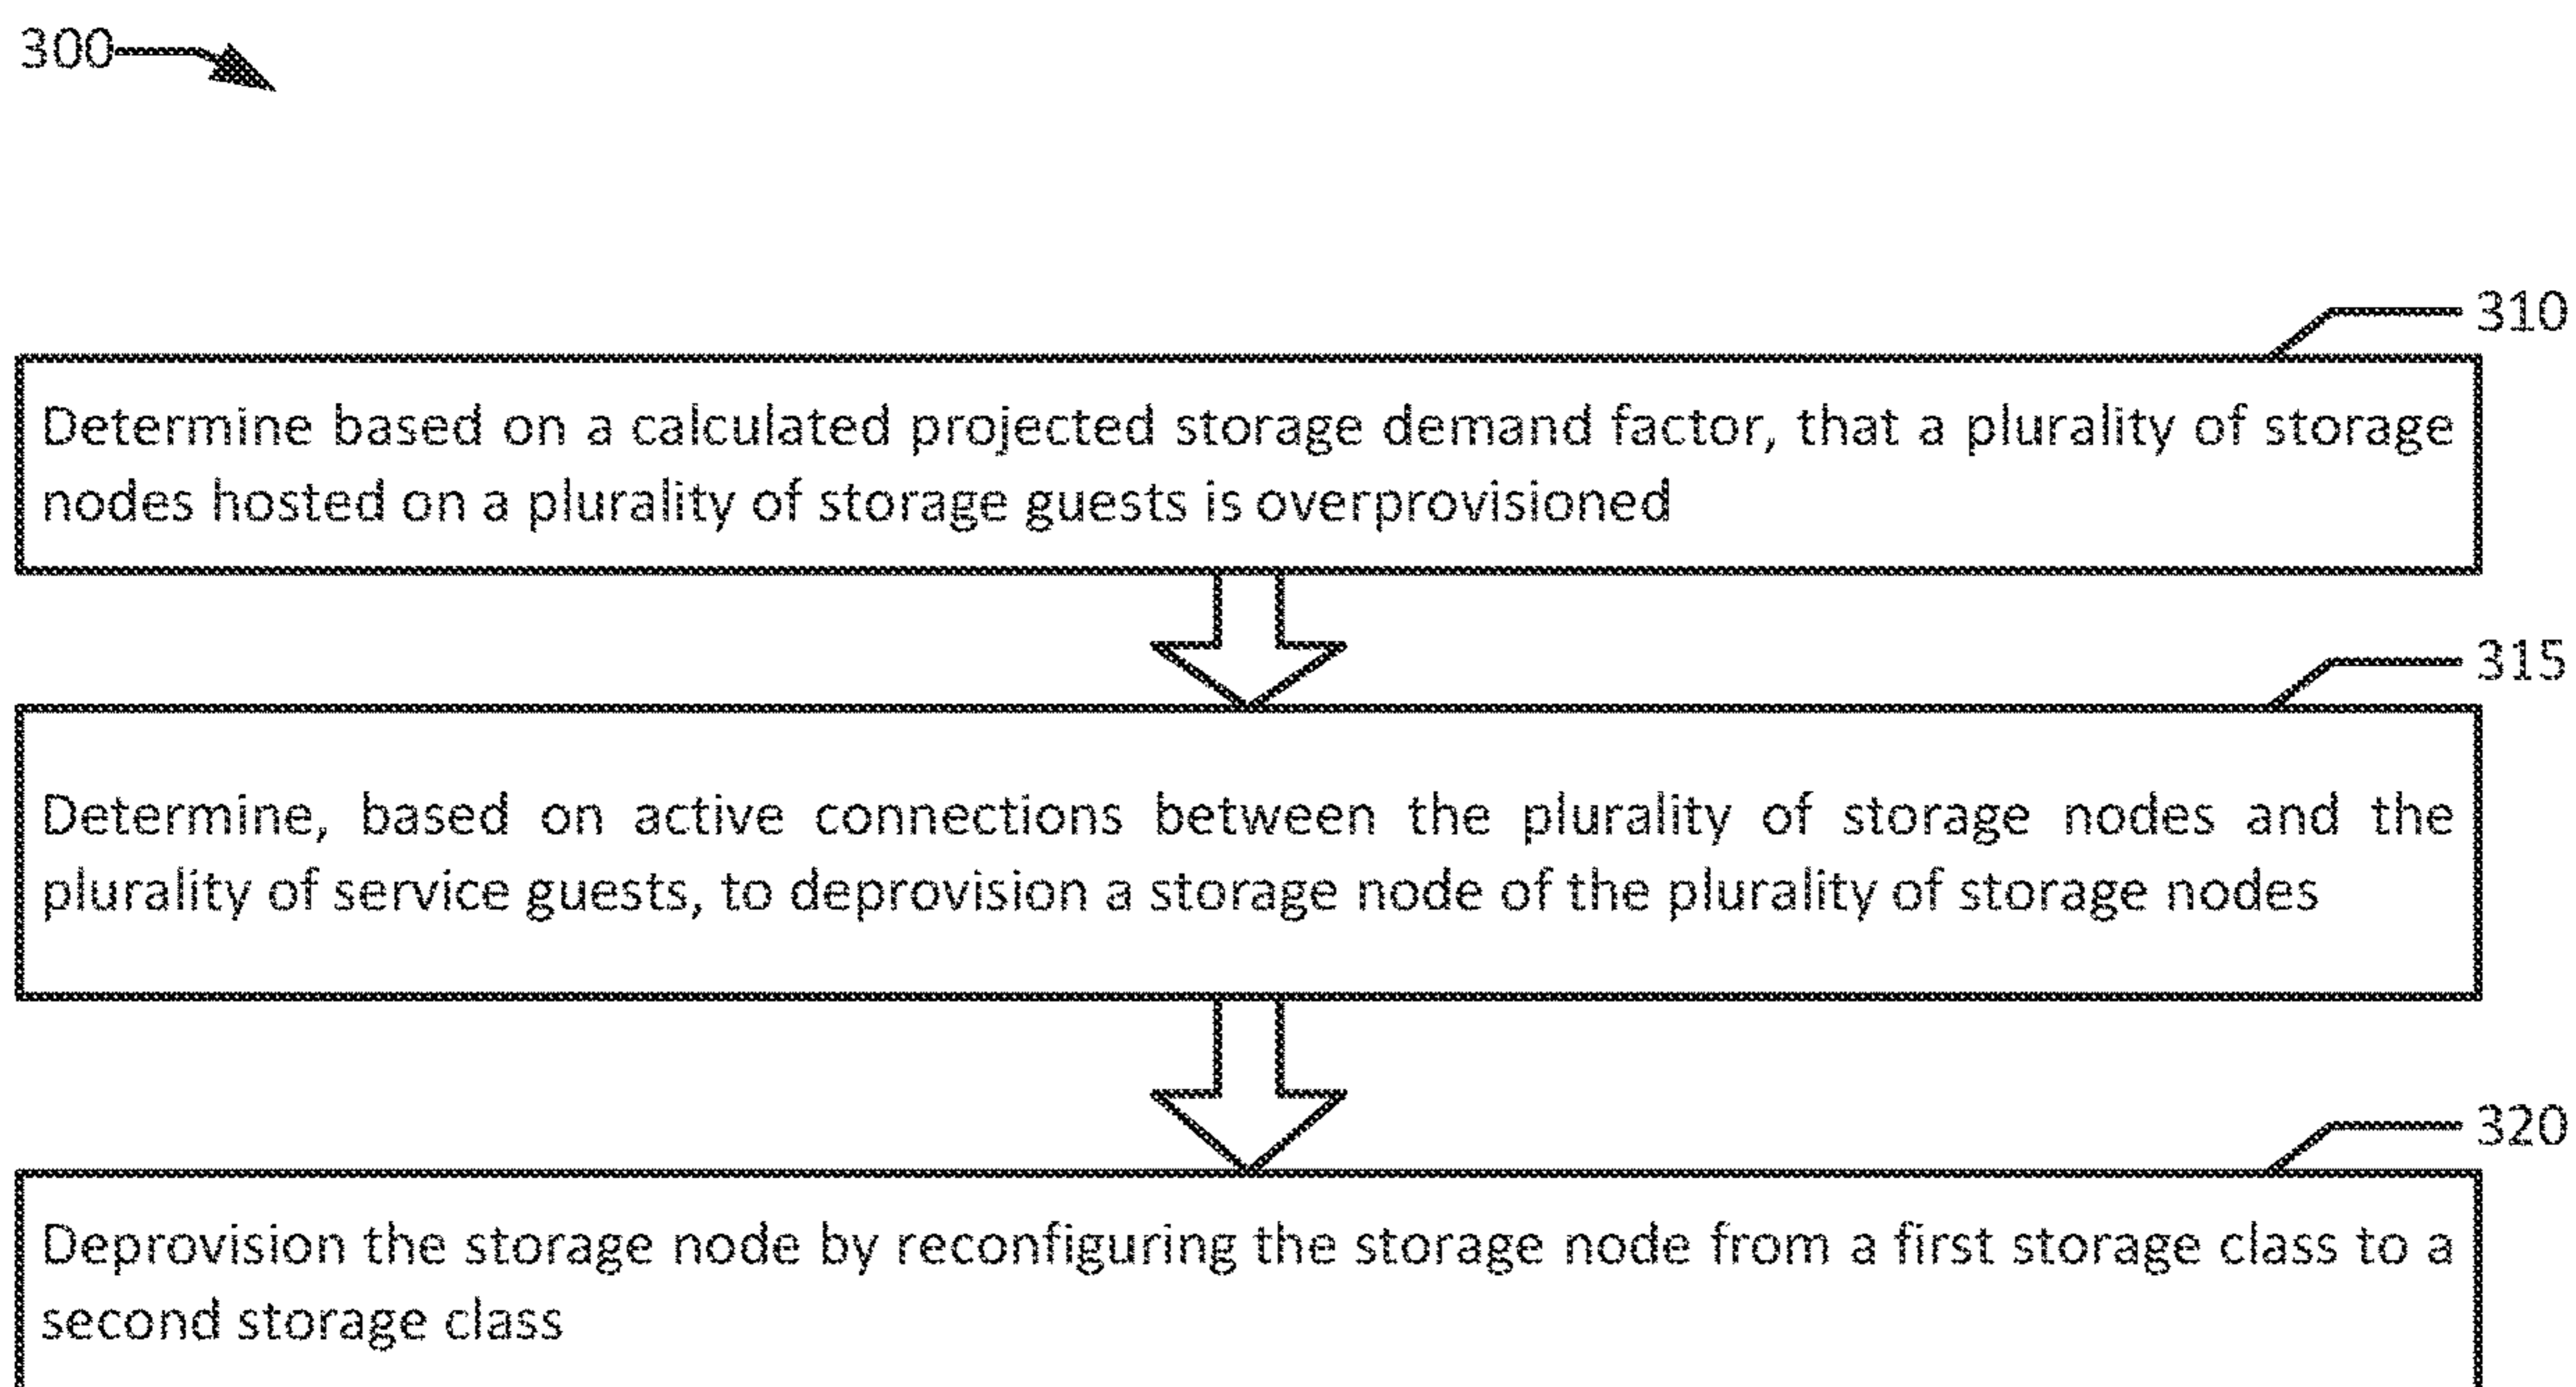 300
310
Determine based on a calculated projected storage demand factor, that a plurality of storage
nodes hosted on a plurality of storage guests is overprovisioned
315
Determine, based on active connections between the plurality of storage nodes and the
plurality of service guests, to deprovision a storage node of the plurality of storage nodes
320
Deprovision the storage node by reconfiguring the storage node from a first storage class to a
second storage class